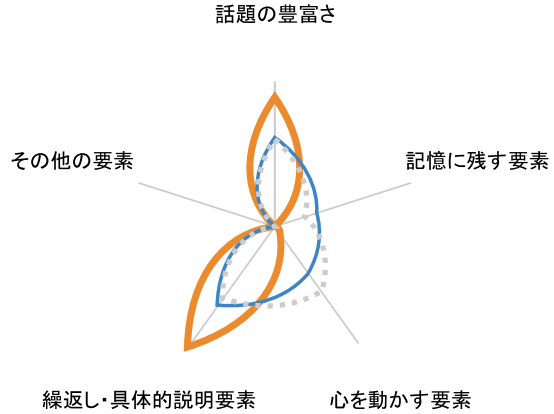 話題の豊富さ
その他の要素
記憶に残す要素
繰返し・具体的説明要素
心を動かす要素